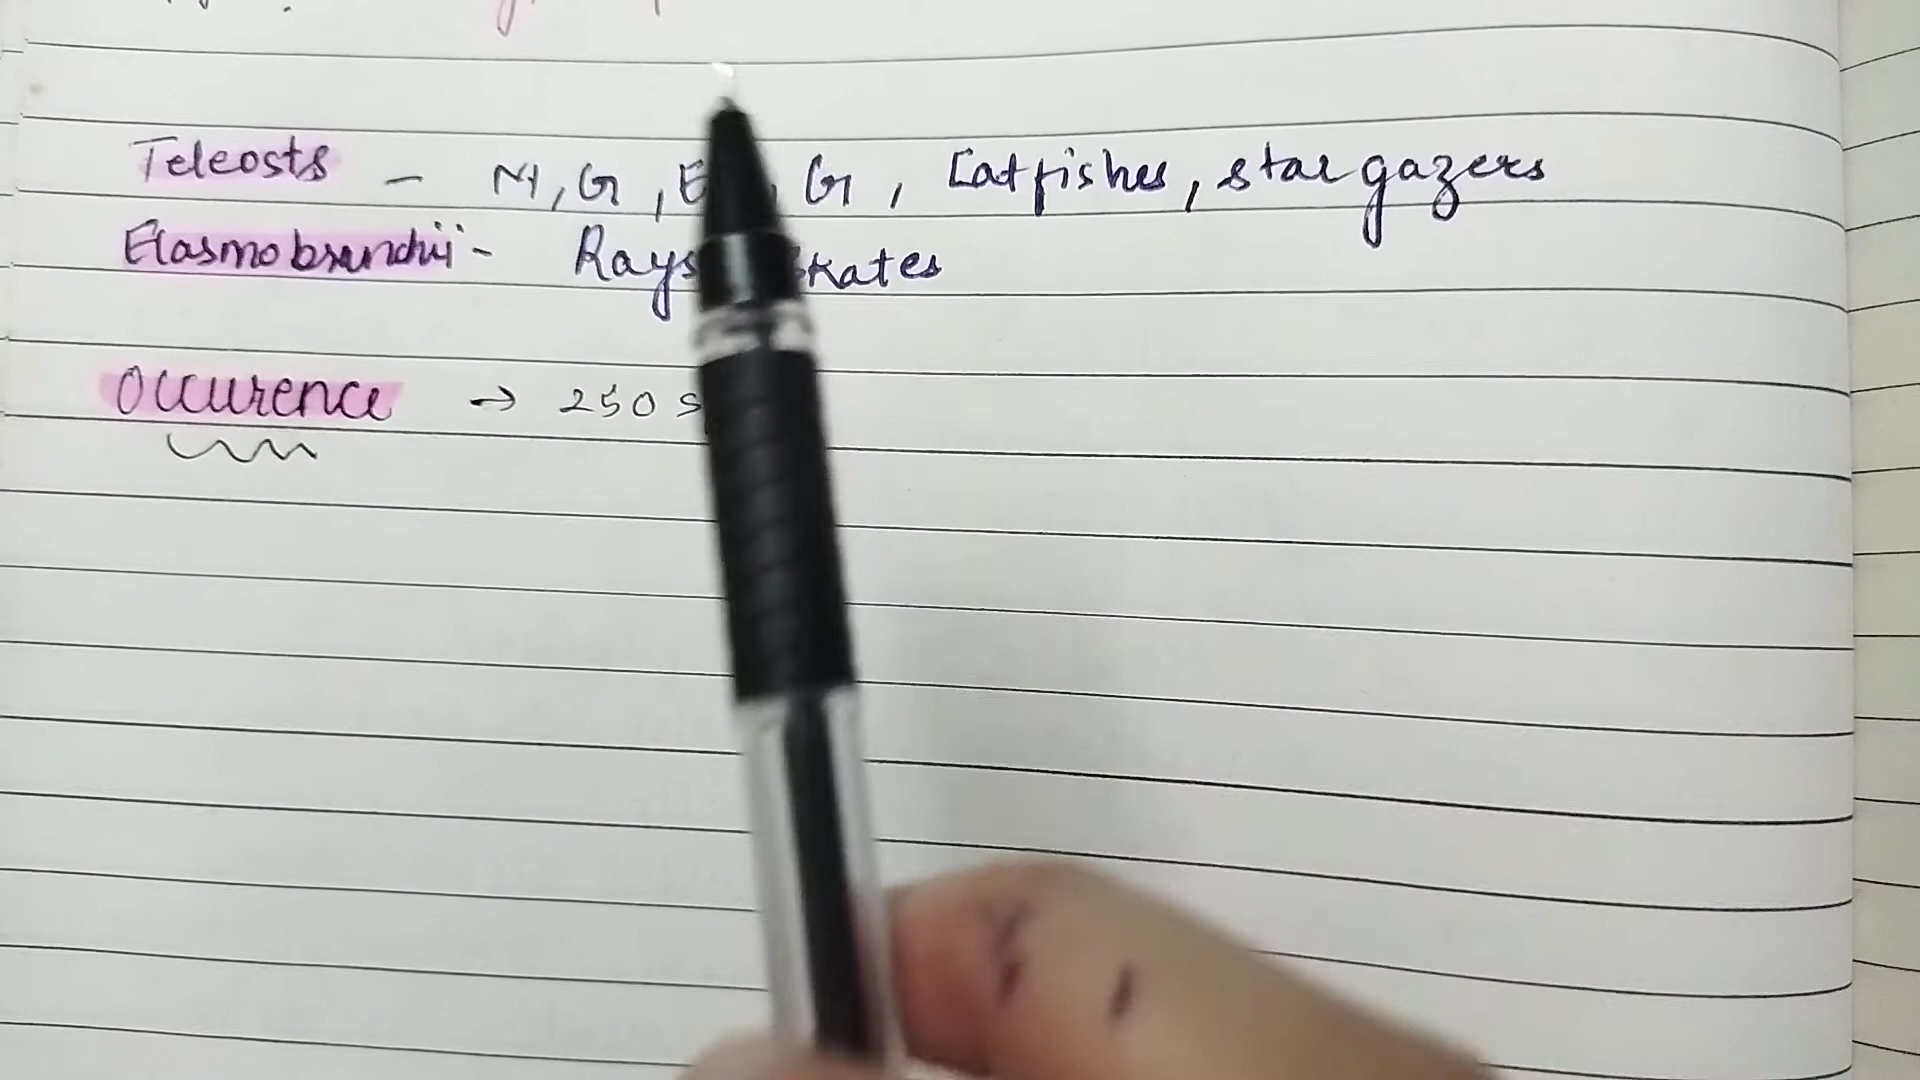 Teleosts - M, G, E , G, Catfishes, stargazers
Elasmobranchii - Rays skates
Occurence → 250 s